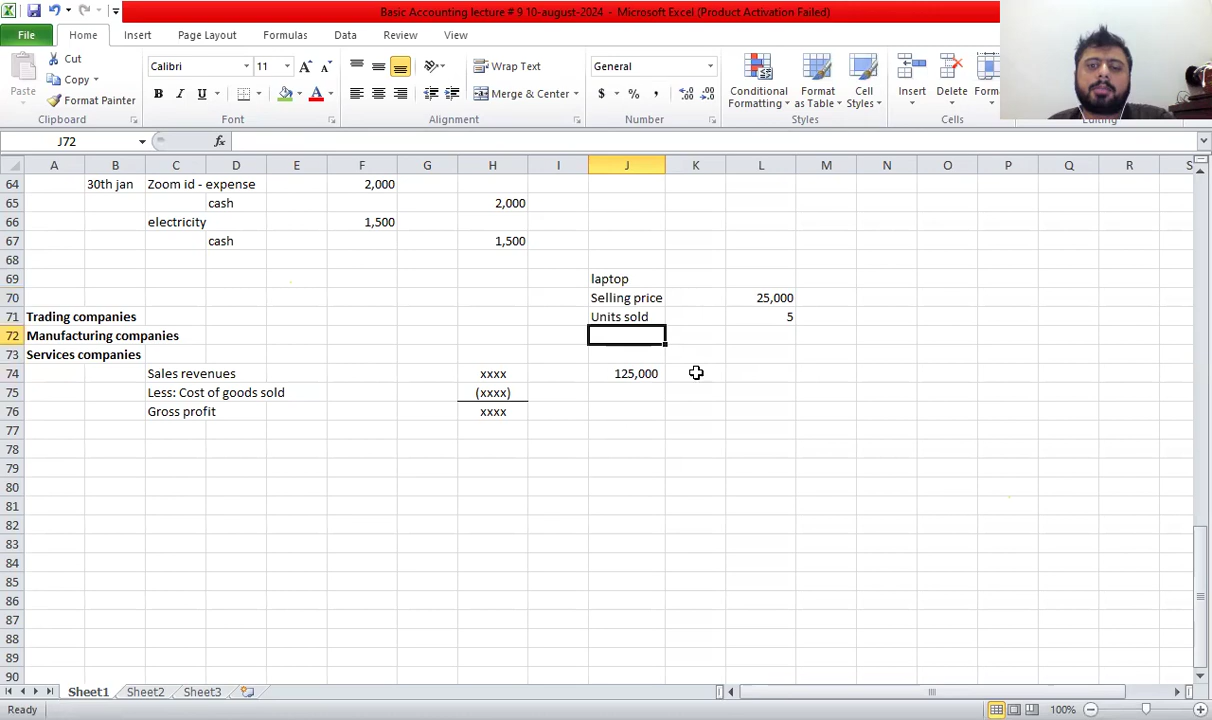 Basic Accounting lecture # 9 10-august-2024 - Microsoft Excel (Product Activation Failed)
File Home Insert Page Layout Formulas Data Review View
Paste Cut Copy Format Painter Clipboard
Calibri 11 A A B I U A Font
Wrap Text Merge & Center Alignment
General $ % , Number
Conditional Formatting Format as Table Cell Styles Styles
Insert Delete Cells
J72 fx
A B C D E F G H I J K L M N O P Q R S
64 30th jan Zoom id - expense 2,000
65 cash 2,000
66 electricity 1,500
67 cash 1,500
68
69 laptop
70 Selling price 25,000
71 Trading companies Units sold 5
72 Manufacturing companies
73 Services companies
74 Sales revenues xxxx 125,000
75 Less: Cost of goods sold (xxxx)
76 Gross profit xxxx
77
78
79
80
81
82
83
84
85
86
87
88
89
90
Sheet1 Sheet2 Sheet3
Ready 100%